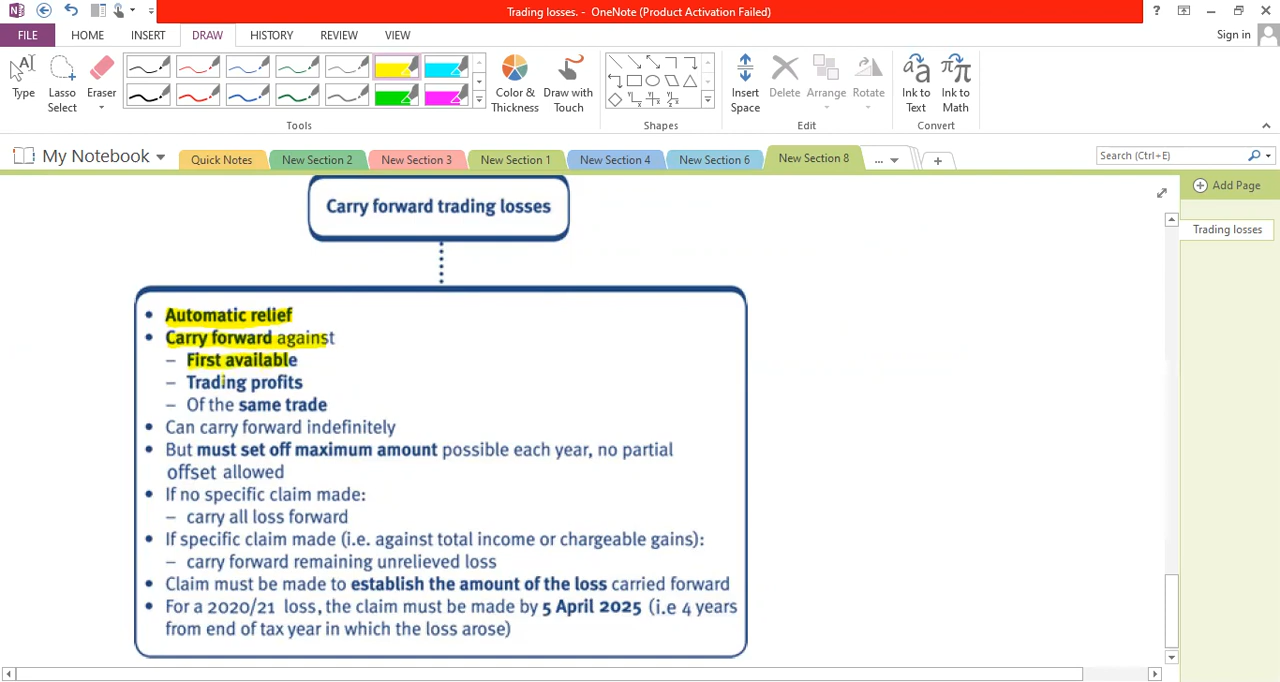 Trading losses. - OneNote (Product Activation Failed)
?
FILE HOME INSERT DRAW HISTORY REVIEW VIEW
Sign in
Type
Lasso Select
Eraser
Color & Thickness
Draw with Touch
Insert Space
Delete
Arrange
Rotate
Ink to Text
Ink to Math
Tools
Shapes
Edit
Convert
My Notebook
Quick Notes
New Section 2
New Section 3
New Section 1
New Section 4
New Section 6
New Section 8
...
Search (Ctrl+E)
Add Page
Trading losses
Carry forward trading losses
• Automatic relief
• Carry forward against
– First available
– Trading profits
– Of the same trade
• Can carry forward indefinitely
• But must set off maximum amount possible each year, no partial
offset allowed
• If no specific claim made:
– carry all loss forward
• If specific claim made (i.e. against total income or chargeable gains):
– carry forward remaining unrelieved loss
• Claim must be made to establish the amount of the loss carried forward
• For a 2020/21 loss, the claim must be made by 5 April 2025 (i.e 4 years
from end of tax year in which the loss arose)